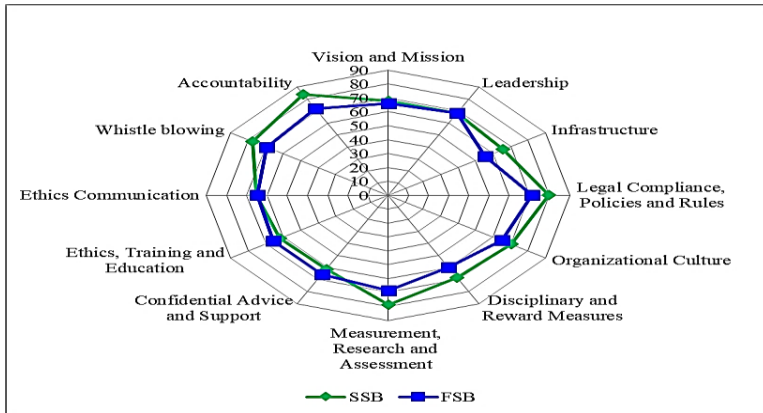 Vision and Mission
90
80
70
60
50
40
30
20
10
0
Leadership
Infrastructure
Legal Compliance,
Policies and Rules
Organizational Culture
Disciplinary and
Reward Measures
Measurement,
Research and
Assessment
Confidential Advice
and Support
Ethics, Training and
Education
Ethics Communication
Whistle blowing
Accountability
SSB
FSB